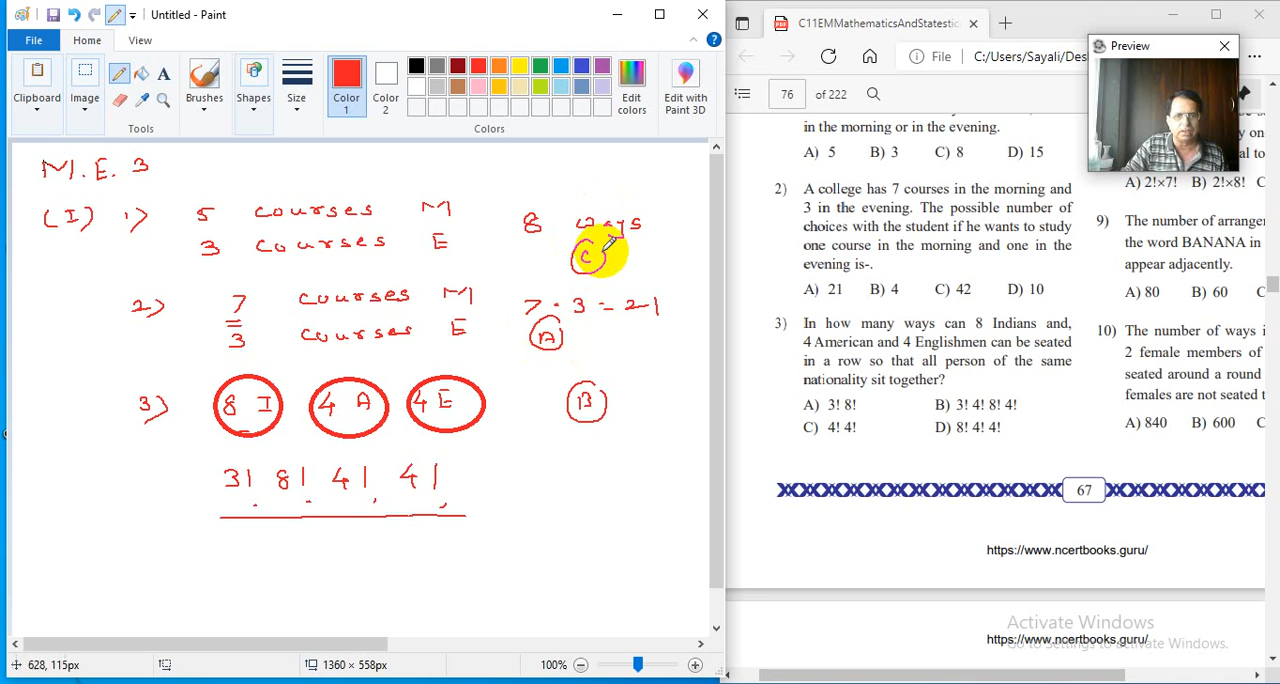 Untitled - Paint
File Home View
Clipboard Image Tools Brushes Shapes Size Color 1 Color 2 Colors Edit colors Edit with Paint 3D
M.E. 3
(I) 1) 5 courses M 8 ways
3 courses E C
2) 7 courses M 7 · 3 = 21
3 courses E A
3) 8 I 4 A 4 E B
3! 8! 4! 4!
628, 115px 1360 × 558px 100%
C11EMMathematicsAndStatestic
File C:/Users/Sayali/Des
76 of 222
Preview
in the morning or in the evening.
A) 5 B) 3 C) 8 D) 15
2) A college has 7 courses in the morning and
3 in the evening. The possible number of
choices with the student if he wants to study
one course in the morning and one in the
evening is-.
A) 21 B) 4 C) 42 D) 10
3) In how many ways can 8 Indians and,
4 American and 4 Englishmen can be seated
in a row so that all person of the same
nationality sit together?
A) 3! 8! B) 3! 4! 8! 4!
C) 4! 4! D) 8! 4! 4!
A) 2!×7! B) 2!×8! C
9) The number of arrange
the word BANANA in
appear adjacently.
A) 80 B) 60 C
10) The number of ways i
2 female members of
seated around a round
females are not seated t
A) 840 B) 600 C
67
https://www.ncertbooks.guru/
Activate Windows
Go to Settings to activate Windows.
https://www.ncertbooks.guru/